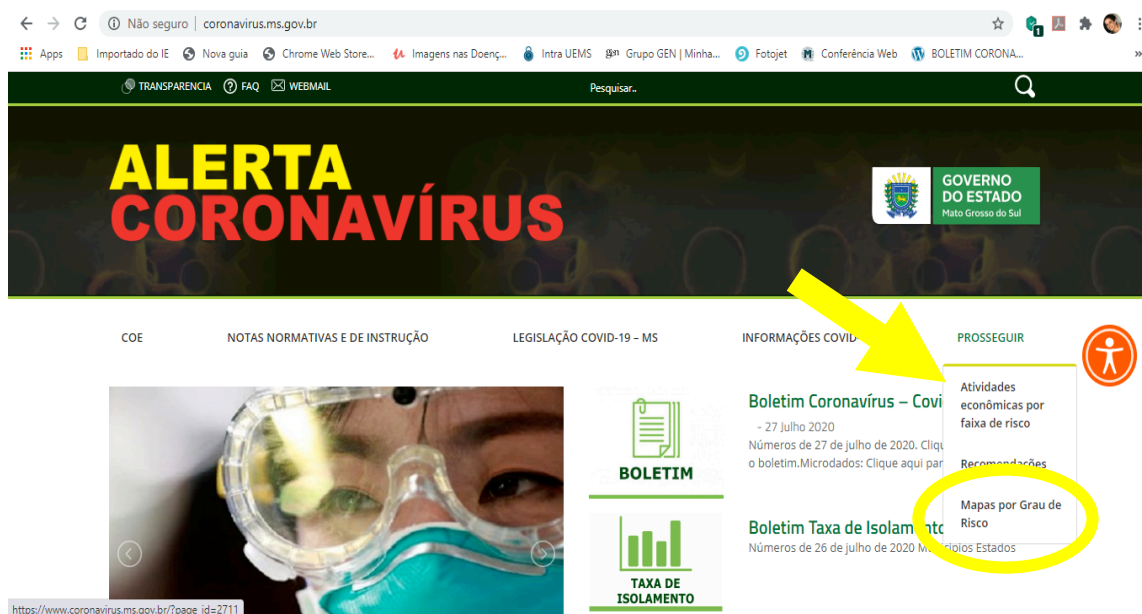 Não seguro | coronavirus.ms.gov.br
Apps Importado do IE Nova guia Chrome Web Store... Imagens nas Doenç... Intra UEMS Grupo GEN | Minha... Fotojet Conferência Web BOLETIM CORONA... »
TRANSPARENCIA FAQ WEBMAIL Pesquisar..
ALERTA
CORONAVÍRUS
GOVERNO
DO ESTADO
Mato Grosso do Sul
COE NOTAS NORMATIVAS E DE INSTRUÇÃO LEGISLAÇÃO COVID-19 – MS INFORMAÇÕES COVID PROSSEGUIR
Atividades
econômicas por
faixa de risco
Recomendações
Mapas por Grau de
Risco
BOLETIM
Boletim Coronavírus – Covi
- 27 Julho 2020
Números de 27 de julho de 2020. Cliqu
o boletim.Microdados: Clique aqui par
TAXA DE
ISOLAMENTO
Boletim Taxa de Isolamento
Números de 26 de julho de 2020 Municípios Estados
https://www.coronavirus.ms.gov.br/?page_id=2711